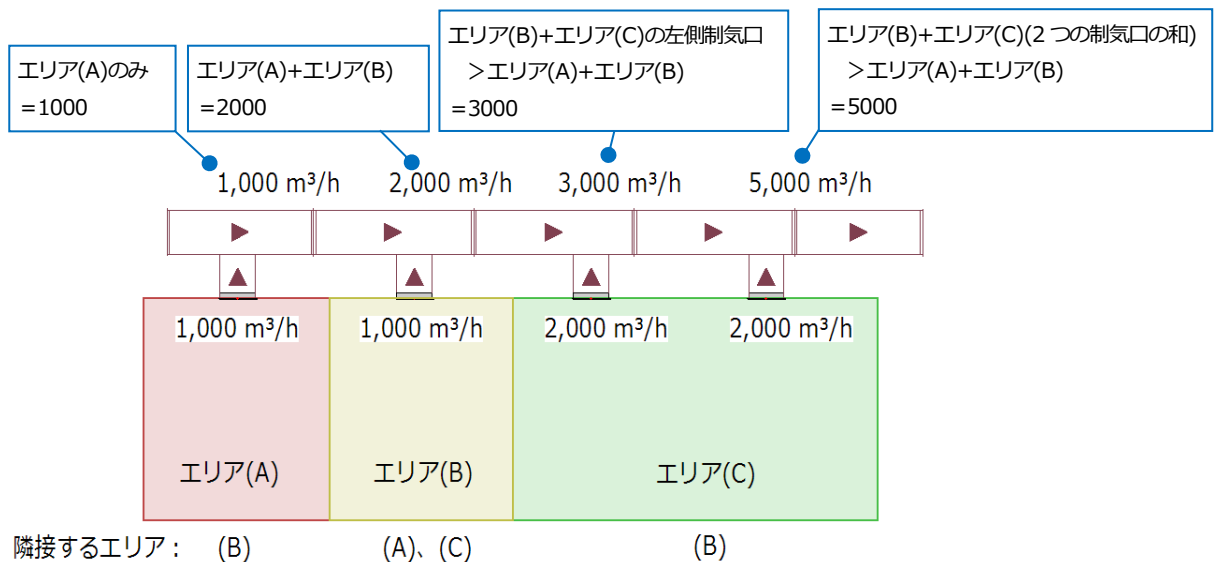 エリア(A)のみ
=1000
エリア(A)+エリア(B)
=2000
エリア(B)+エリア(C)の左側制気口
＞エリア(A)+エリア(B)
=3000
エリア(B)+エリア(C)(2 つの制気口の和)
＞エリア(A)+エリア(B)
=5000
1,000 m³/h
2,000 m³/h
3,000 m³/h
5,000 m³/h
1,000 m³/h
1,000 m³/h
2,000 m³/h
2,000 m³/h
エリア(A)
エリア(B)
エリア(C)
隣接するエリア： (B) (A)、(C) (B)